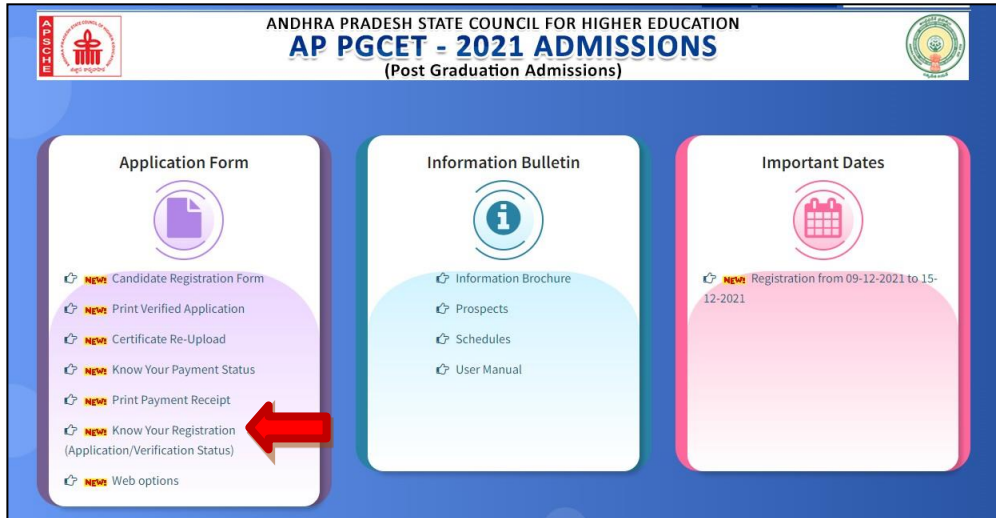 APSCHE
ANDHRA PRADESH STATE COUNCIL FOR HIGHER EDUCATION
AP PGCET - 2021 ADMISSIONS
(Post Graduation Admissions)
Application Form
NEW! Candidate Registration Form
NEW! Print Verified Application
NEW! Certificate Re-Upload
NEW! Know Your Payment Status
NEW! Print Payment Receipt
NEW! Know Your Registration
(Application/Verification Status)
NEW! Web options
Information Bulletin
Information Brochure
Prospects
Schedules
User Manual
Important Dates
NEW! Registration from 09-12-2021 to 15-
12-2021